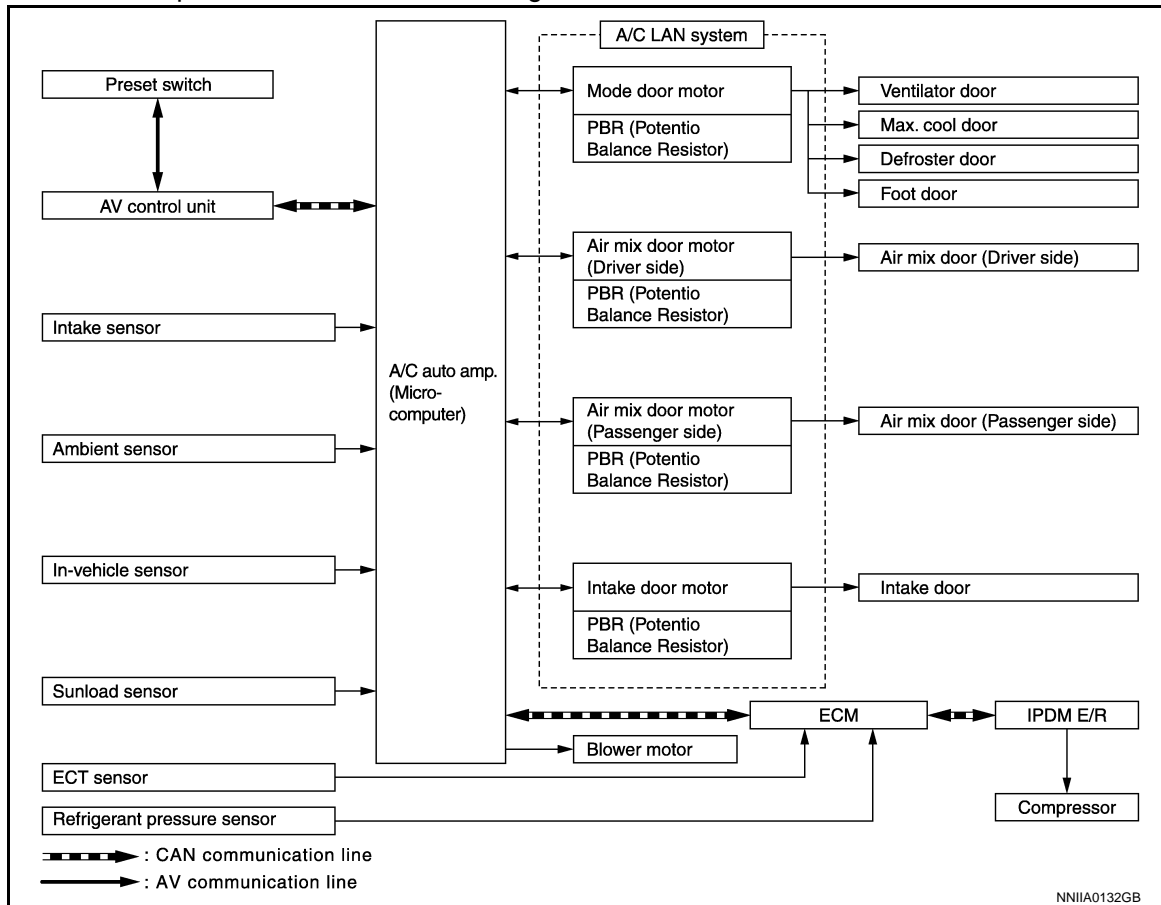 A/C LAN system
Preset switch
AV control unit
Intake sensor
Ambient sensor
In-vehicle sensor
Sunload sensor
ECT sensor
Refrigerant pressure sensor
A/C auto amp.
(Micro-
computer)
Mode door motor
PBR (Potentio
Balance Resistor)
Air mix door motor
(Driver side)
PBR (Potentio
Balance Resistor)
Air mix door motor
(Passenger side)
PBR (Potentio
Balance Resistor)
Intake door motor
PBR (Potentio
Balance Resistor)
Blower motor
Ventilator door
Max. cool door
Defroster door
Foot door
Air mix door (Driver side)
Air mix door (Passenger side)
Intake door
ECM
IPDM E/R
Compressor
: CAN communication line
: AV communication line
NNIIA0132GB